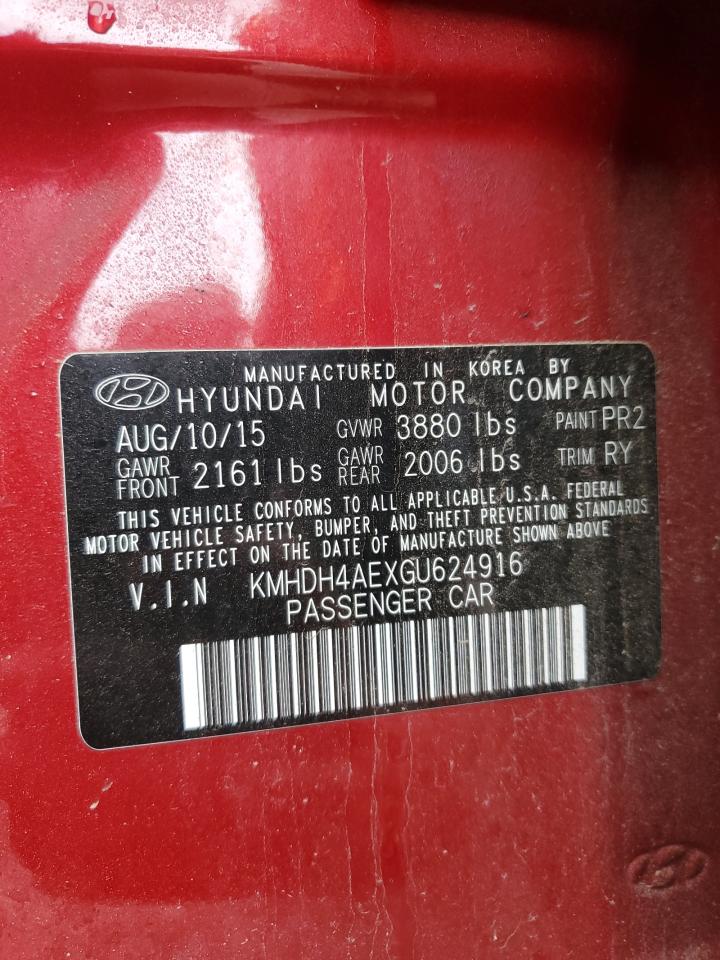 MANUFACTURED IN KOREA BY
HYUNDAI MOTOR COMPANY
AUG/10/15 GVWR 3880 lbs PAINT PR2
GAWR FRONT 2161 lbs GAWR REAR 2006 lbs TRIM RY
THIS VEHICLE CONFORMS TO ALL APPLICABLE U.S.A. FEDERAL
MOTOR VEHICLE SAFETY, BUMPER, AND THEFT PREVENTION STANDARDS
IN EFFECT ON THE DATE OF MANUFACTURE SHOWN ABOVE
V.I.N KMHDH4AEXGU624916
PASSENGER CAR